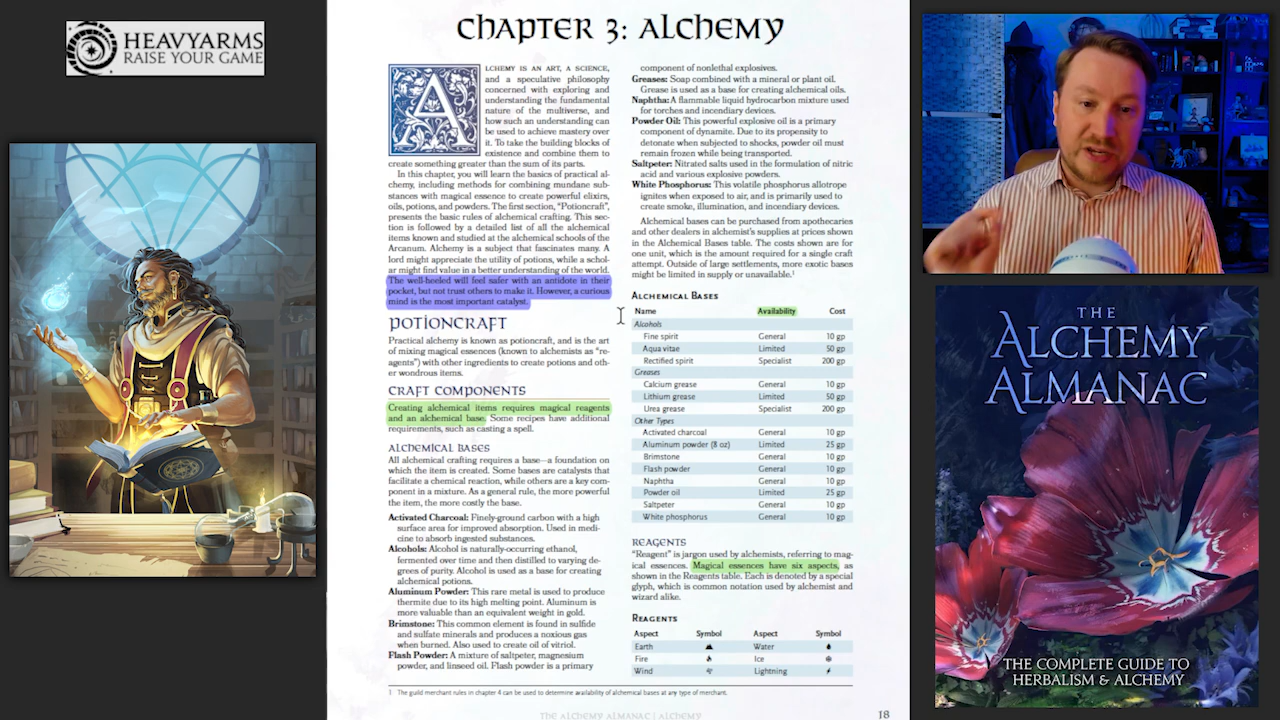 HEAVYARMS
RAISE YOUR GAME
Chapter 3: Alchemy
ALCHEMY IS AN ART, A SCIENCE,
and a speculative philosophy
concerned with exploring and
understanding the fundamental
nature of the multiverse, and
how such an understanding can
be used to achieve mastery over
it. To take the building blocks of
existence and combine them to
create something greater than the sum of its parts.
In this chapter, you will learn the basics of practical al-
chemy, including methods for combining mundane sub-
stances with magical essence to create powerful elixirs,
oils, potions, and powders. The first section, "Potioncraft",
presents the basic rules of alchemical crafting. This sec-
tion is followed by a detailed list of all the alchemical
items known and studied at the alchemical schools of the
Arcanum. Alchemy is a subject that fascinates many. A
lord might appreciate the utility of potions, while a schol-
ar might find value in a better understanding of the world.
The well-heeled will feel safer with an antidote in their
pocket, but not trust others to make it. However, a curious
mind is the most important catalyst.
Potioncraft
Practical alchemy is known as potioncraft, and is the art
of mixing magical essences (known to alchemists as "re-
agents") with other ingredients to create potions and oth-
er wondrous items.
Craft Components
Creating alchemical items requires magical reagents
and an alchemical base. Some recipes have additional
requirements, such as casting a spell.
Alchemical Bases
All alchemical crafting requires a base—a foundation on
which the item is created. Some bases are catalysts that
facilitate a chemical reaction, while others are a key com-
ponent in a mixture. As a general rule, the more powerful
the item, the more costly the base.
Activated Charcoal: Finely-ground carbon with a high
surface area for improved absorption. Used in medi-
cine to absorb ingested substances.
Alcohols: Alcohol is naturally-occurring ethanol,
fermented over time and then distilled to varying de-
grees of purity. Alcohol is used as a base for creating
alchemical potions.
Aluminum Powder: This rare metal is used to produce
thermite due to its high melting point. Aluminum is
more valuable than an equivalent weight in gold.
Brimstone: This common element is found in sulfide
and sulfate minerals and produces a noxious gas
when burned. Also used to create oil of vitriol.
Flash Powder: A mixture of saltpeter, magnesium
powder, and linseed oil. Flash powder is a primary
component of nonlethal explosives.
Greases: Soap combined with a mineral or plant oil.
Grease is used as a base for creating alchemical oils.
Naphtha: A flammable liquid hydrocarbon mixture used
for torches and incendiary devices.
Powder Oil: This powerful explosive oil is a primary
component of dynamite. Due to its propensity to
detonate when subjected to shocks, powder oil must
remain frozen while being transported.
Saltpeter: Nitrated salts used in the formulation of nitric
acid and various explosive powders.
White Phosphorus: This volatile phosphorus allotrope
ignites when exposed to air, and is primarily used to
create smoke, illumination, and incendiary devices.
Alchemical bases can be purchased from apothecaries
and other dealers in alchemist's supplies at prices shown
in the Alchemical Bases table. The costs shown are for
one unit, which is the amount required for a single craft
attempt. Outside of large settlements, more exotic bases
might be limited in supply or unavailable.1
Alchemical Bases
Name Availability Cost
Alcohols
Fine spirit General 10 gp
Aqua vitae Limited 50 gp
Rectified spirit Specialist 200 gp
Greases
Calcium grease General 10 gp
Lithium grease Limited 50 gp
Urea grease Specialist 200 gp
Other Types
Activated charcoal General 10 gp
Aluminum powder (8 oz) Limited 25 gp
Brimstone General 10 gp
Flash powder General 10 gp
Naphtha General 10 gp
Powder oil Limited 25 gp
Saltpeter General 10 gp
White phosphorus General 10 gp
Reagents
"Reagent" is jargon used by alchemists, referring to mag-
ical essences. Magical essences have six aspects, as
shown in the Reagents table. Each is denoted by a special
glyph, which is common notation used by alchemist and
wizard alike.
Reagents
Aspect Symbol Aspect Symbol
Earth Water
Fire Ice
Wind Lightning
1 The guild merchant rules in chapter 4 can be used to determine availability of alchemical bases at any type of merchant.
THE ALCHEMY ALMANAC | ALCHEMY
18
THE
ALCHEMY
ALMANAC
THE COMPLETE GUIDE TO
HERBALISM & ALCHEMY